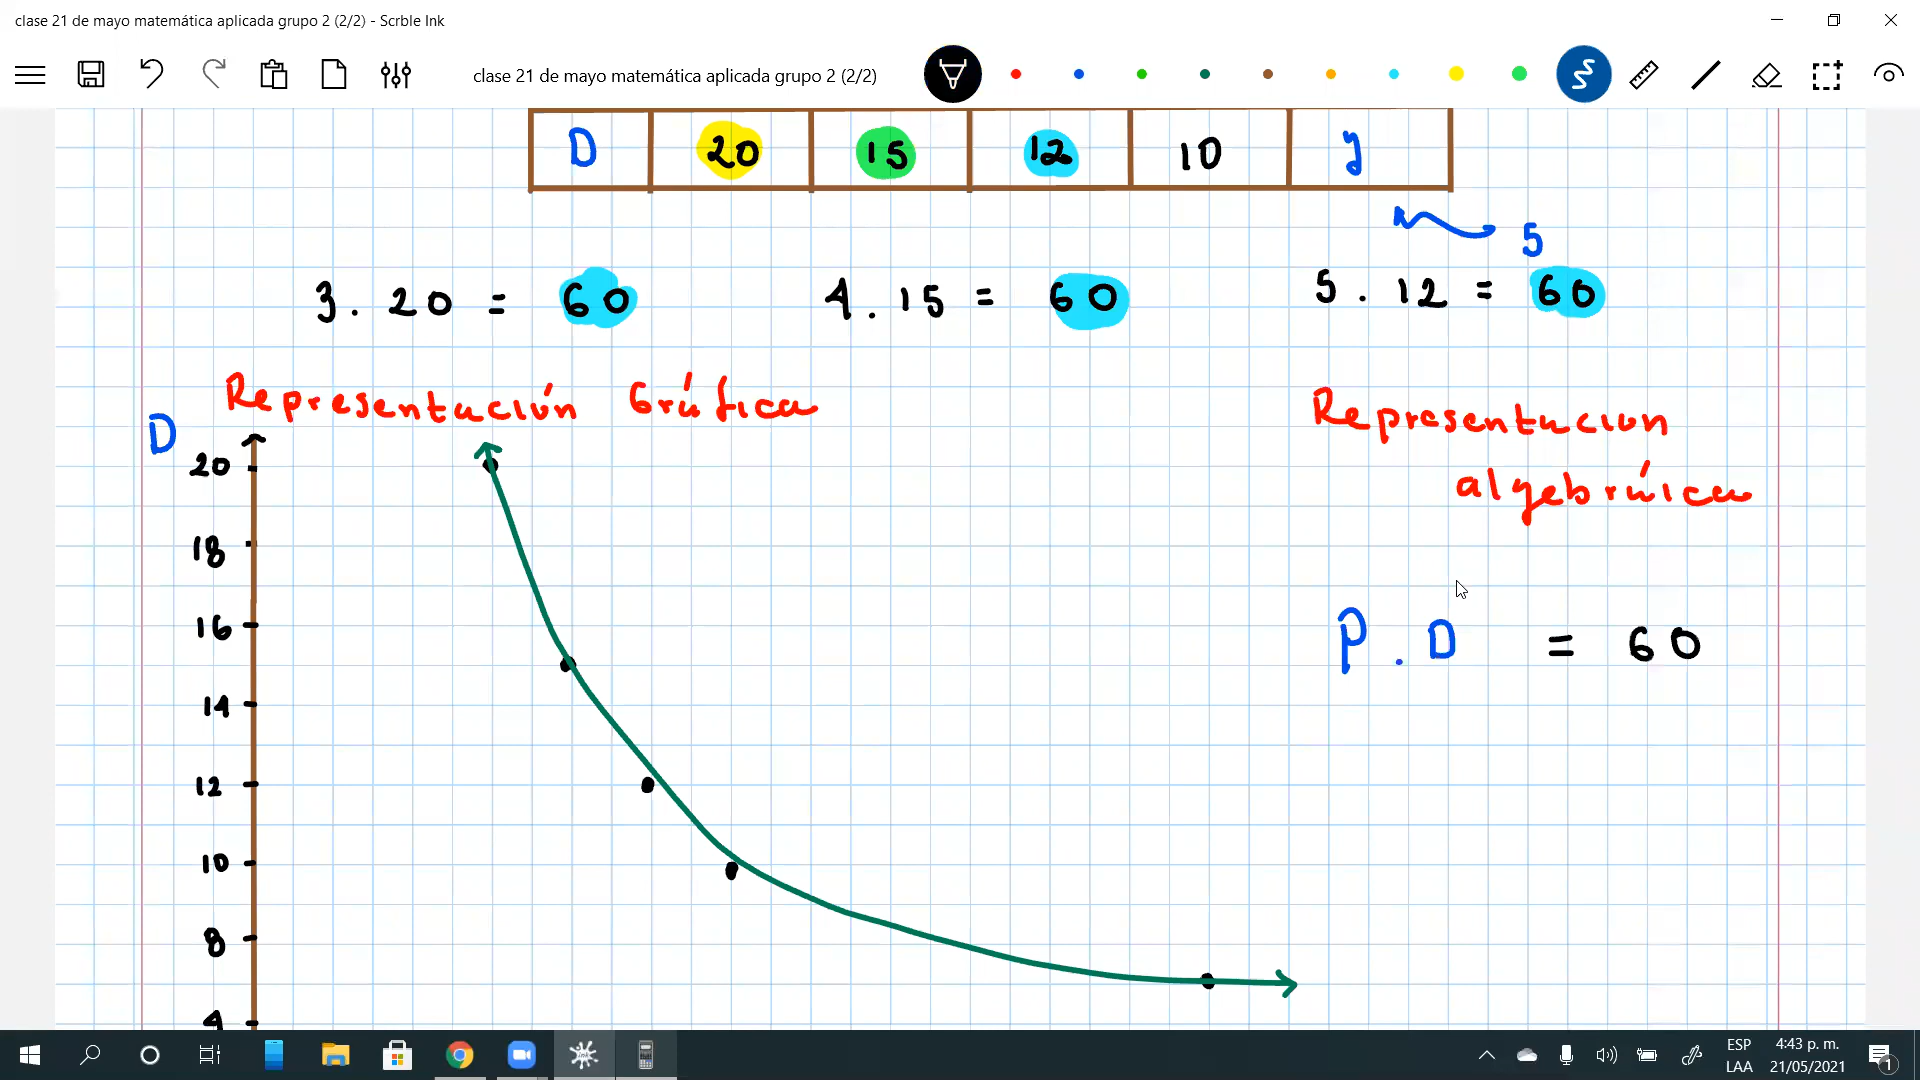 clase 21 de mayo matemática aplicada grupo 2 (2/2) - Scrble Ink
clase 21 de mayo matemática aplicada grupo 2 (2/2)
D 20 15 12 10 y
5
3 . 20 = 60 4 . 15 = 60 5 . 12 = 60
Representación Gráfica
Representacion
algebráica
D
20
18
16
14
12
10
8
4
P . D = 60
ESP
LAA
4:43 p. m.
21/05/2021
1